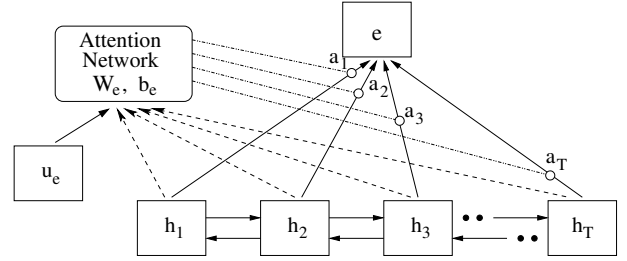 Attention
Network
W_e, b_e
e
a_1
a_2
a_3
a_T
u_e
h_1
h_2
h_3
h_T